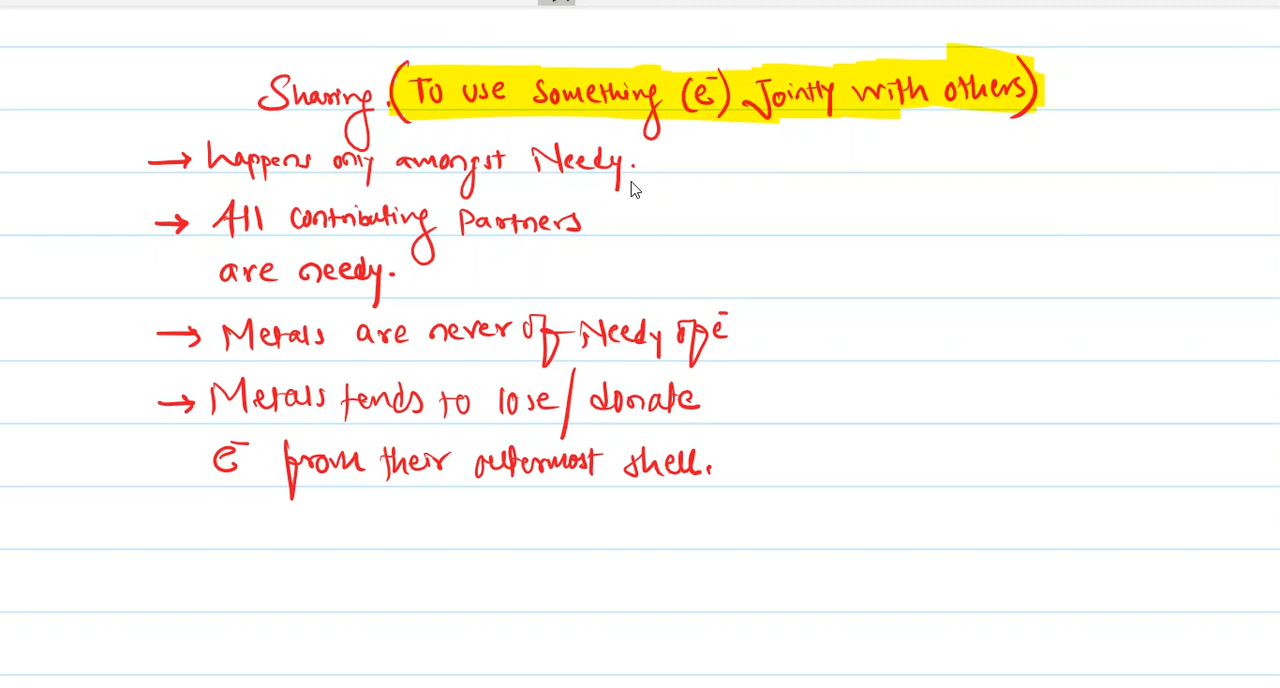 Sharing. (To use something (e⁻) Jointly with others)
→ happens only amongst Needy.
→ All contributing Partners
are needy.
→ Metals are never of Needy of e⁻
→ Metals tends to lose/donate
e⁻ from their outermost shell.